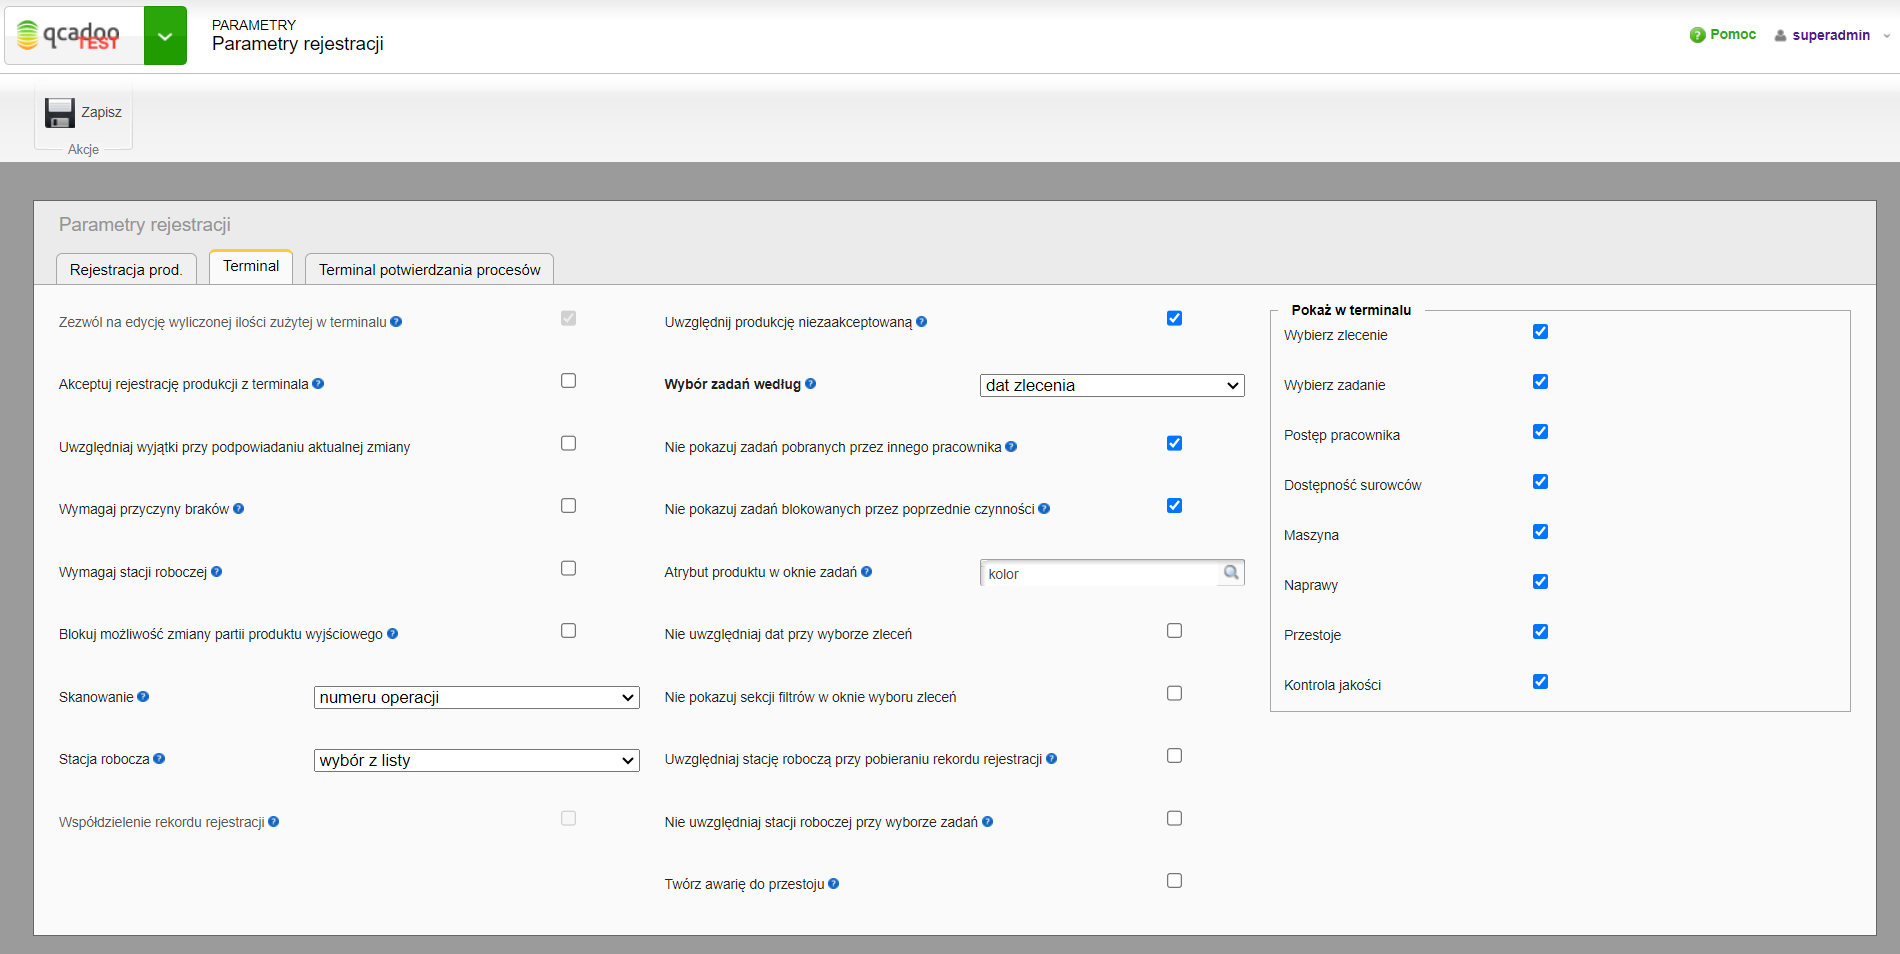 qcadoo
TEST
PARAMETRY
Parametry rejestracji
Pomoc
superadmin
Zapisz
Akcje
Parametry rejestracji
Rejestracja prod.
Terminal
Terminal potwierdzania procesów
Zezwól na edycję wyliczonej ilości zużytej w terminalu
Akceptuj rejestrację produkcji z terminala
Uwzględniaj wyjątki przy podpowiadaniu aktualnej zmiany
Wymagaj przyczyny braków
Wymagaj stacji roboczej
Blokuj możliwość zmiany partii produktu wyjściowego
Skanowanie
numeru operacji
Stacja robocza
wybór z listy
Współdzielenie rekordu rejestracji
Uwzględnij produkcję niezaakceptowaną
Wybór zadań według
dat zlecenia
Nie pokazuj zadań pobranych przez innego pracownika
Nie pokazuj zadań blokowanych przez poprzednie czynności
Atrybut produktu w oknie zadań
kolor
Nie uwzględniaj dat przy wyborze zleceń
Nie pokazuj sekcji filtrów w oknie wyboru zleceń
Uwzględniaj stację roboczą przy pobieraniu rekordu rejestracji
Nie uwzględniaj stacji roboczej przy wyborze zadań
Twórz awarię do przestoju
Pokaż w terminalu
Wybierz zlecenie
Wybierz zadanie
Postęp pracownika
Dostępność surowców
Maszyna
Naprawy
Przestoje
Kontrola jakości